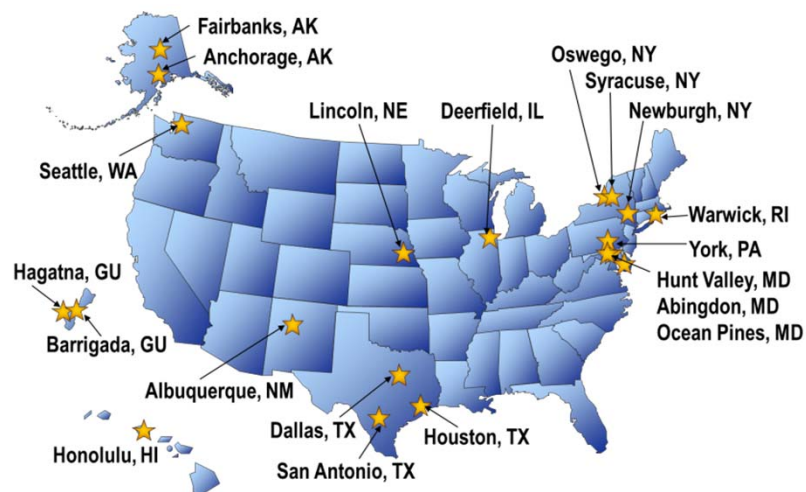 Fairbanks, AK
Anchorage, AK
Oswego, NY
Syracuse, NY
Newburgh, NY
Lincoln, NE
Deerfield, IL
Seattle, WA
Warwick, RI
York, PA
Hunt Valley, MD
Abingdon, MD
Ocean Pines, MD
Hagatna, GU
Barrigada, GU
Albuquerque, NM
Dallas, TX
Houston, TX
San Antonio, TX
Honolulu, HI